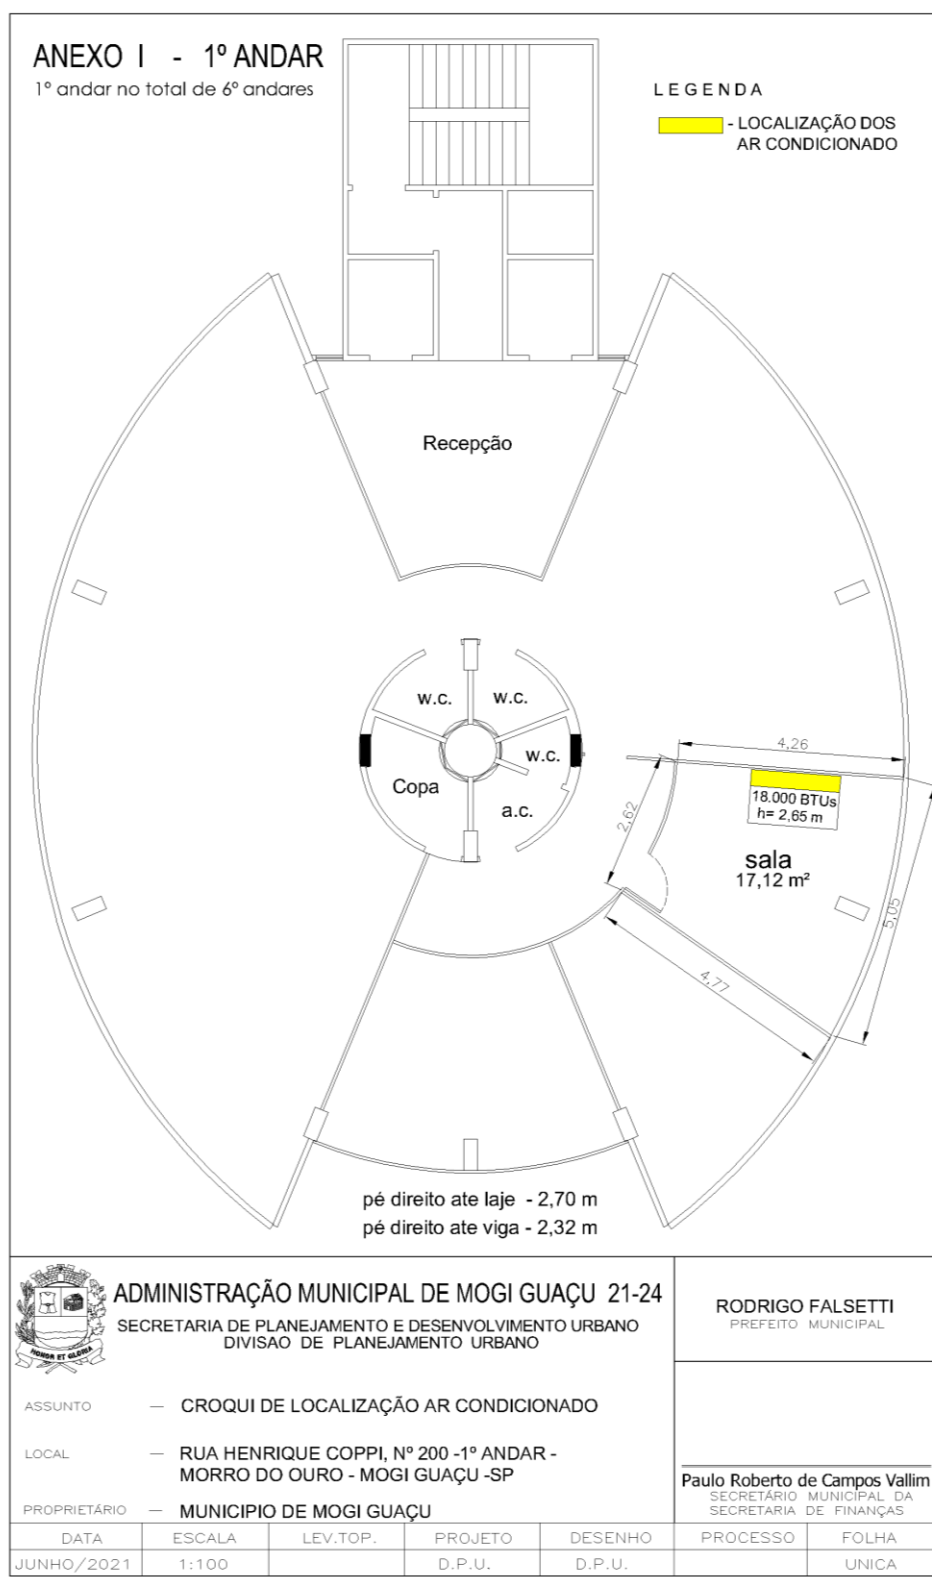 ANEXO I - 1º ANDAR
1º andar no total de 6º andares
LEGENDA
- LOCALIZAÇÃO DOS
AR CONDICIONADO
Recepção
w.c.
w.c.
w.c.
Copa
a.c.
4,26
18.000 BTUs
h= 2,65 m
2,62
sala
17,12 m²
5,05
4,77
pé direito ate laje - 2,70 m
pé direito ate viga - 2,32 m
HONOR ET GLORIA
ADMINISTRAÇÃO MUNICIPAL DE MOGI GUAÇU 21-24
SECRETARIA DE PLANEJAMENTO E DESENVOLVIMENTO URBANO
DIVISAO DE PLANEJAMENTO URBANO
RODRIGO FALSETTI
PREFEITO MUNICIPAL
ASSUNTO — CROQUI DE LOCALIZAÇÃO AR CONDICIONADO
LOCAL — RUA HENRIQUE COPPI, Nº 200 -1º ANDAR -
MORRO DO OURO - MOGI GUAÇU -SP
PROPRIETÁRIO — MUNICIPIO DE MOGI GUAÇU
Paulo Roberto de Campos Vallim
SECRETÁRIO MUNICIPAL DA
SECRETARIA DE FINANÇAS
DATA ESCALA LEV.TOP. PROJETO DESENHO PROCESSO FOLHA
JUNHO/2021 1:100 D.P.U. D.P.U. UNICA